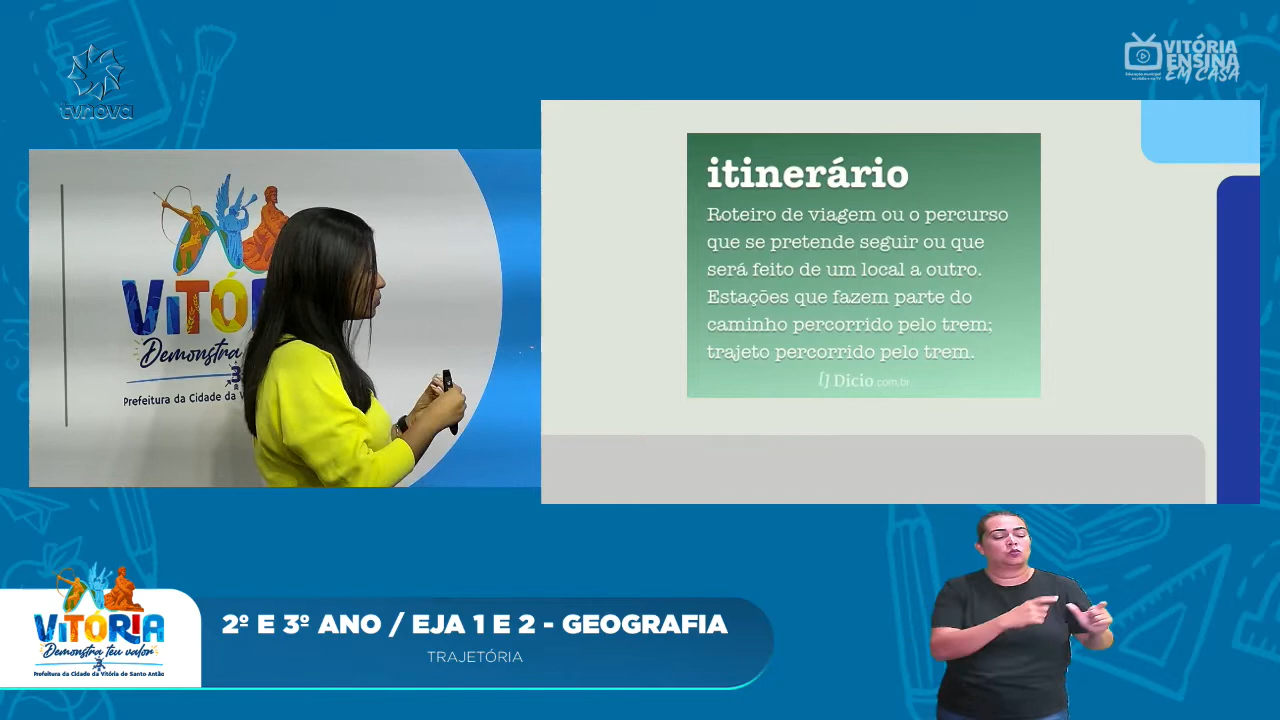 tvnova
VITÓRIA
ENSINA
EM CASA
itinerário
Roteiro de viagem ou o percurso
que se pretende seguir ou que
será feito de um local a outro.
Estações que fazem parte do
caminho percorrido pelo trem;
trajeto percorrido pelo trem.
Dicio.com.br
ViTÓ
Demonstra
Prefeitura da Cidade da V
2º E 3º ANO / EJA 1 E 2 - GEOGRAFIA
TRAJETÓRIA
ViTÓRIA
Demonstra teu valor
Prefeitura da Cidade da Vitória de Santo Antão